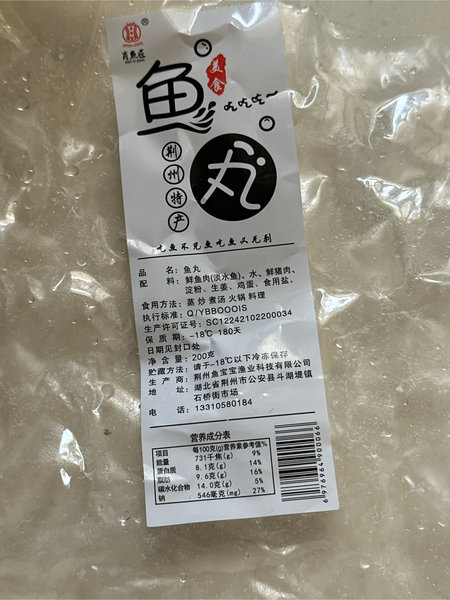 肖鱼匠
鱼
美食
吃吃吃
丸
荆州特产
吃鱼不见鱼吃鱼又无刺
品 名: 鱼丸
配 料: 鲜鱼肉(淡水鱼)、水、鲜猪肉、
淀粉、生姜、鸡蛋、食用盐、
食用方法: 蒸 炒 煮汤 火锅 料理
执行标准: Q/YBBOOOIS
生产许可证号: SC12242102200034
保 质 期: -18℃ 180天
日期见封口处
净 含 量: 200克
贮藏方法: 请于-18℃以下冷冻保存
生 产 商: 荆州鱼宝宝渔业科技有限公司
地 址: 湖北省荆州市公安县斗湖堤镇
石桥街市场
电 话: 13310580184
营养成分表
项目 每100克(g)营养素参考值%
能量 731千焦(g) 9%
蛋白质 8.1克(g) 14%
脂肪 9.6克(g) 16%
碳水化合物 14.0克(g) 5%
钠 546毫克(mg) 27%
6976964900066